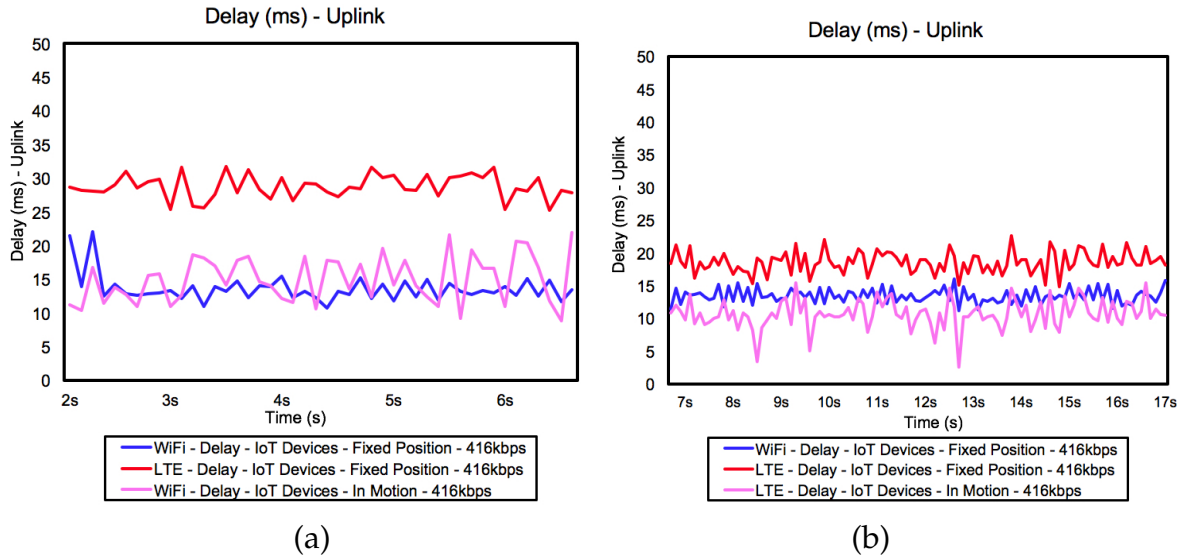 Delay (ms) - Uplink
50
45
40
35
30
25
20
15
10
5
0
Delay (ms) - Uplink
2s 3s 4s 5s 6s
Time (s)
WiFi - Delay - IoT Devices - Fixed Position - 416kbps
LTE - Delay - IoT Devices - Fixed Position - 416kbps
WiFi - Delay - IoT Devices - In Motion - 416kbps
(a)
Delay (ms) - Uplink
50
45
40
35
30
25
20
15
10
5
0
Delay (ms) - Uplink
7s 8s 9s 10s 11s 12s 13s 14s 15s 16s 17s
Time (s)
WiFi - Delay - IoT Devices - Fixed Position - 416kbps
LTE - Delay - IoT Devices - Fixed Position - 416kbps
LTE - Delay - IoT Devices - In Motion - 416kbps
(b)